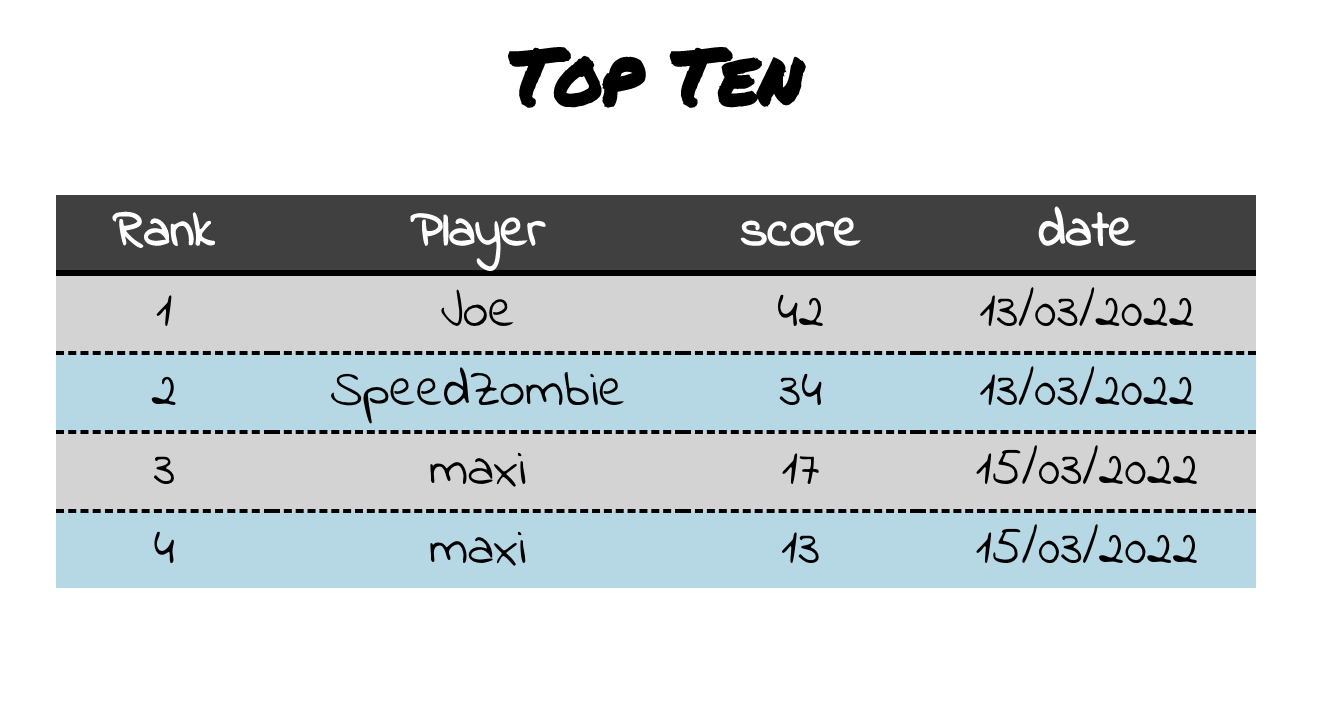 Top Ten
Rank Player score date
1 Joe 42 13/03/2022
2 SpeedZombie 34 13/03/2022
3 maxi 17 15/03/2022
4 maxi 13 15/03/2022